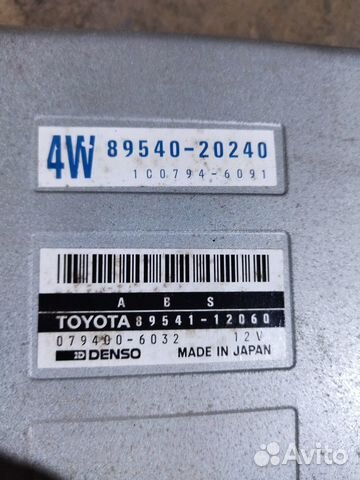 4W 89540-20240
1C0794-6091
A B S
TOYOTA 89541-12060
079400-6032 12V
DENSO MADE IN JAPAN
Avito